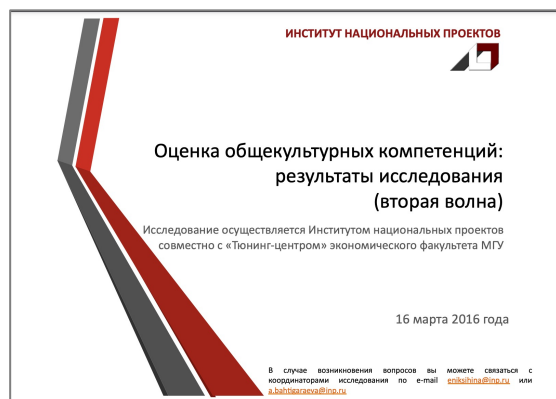 ИНСТИТУТ НАЦИОНАЛЬНЫХ ПРОЕКТОВ
Оценка общекультурных компетенций:
результаты исследования
(вторая волна)
Исследование осуществляется Институтом национальных проектов
совместно с «Тюнинг-центром» экономического факультета МГУ
16 марта 2016 года
В случае возникновения вопросов вы можете связаться с
координаторами исследования по e-mail eniksihina@inp.ru или
a.bahtigaraeva@inp.ru